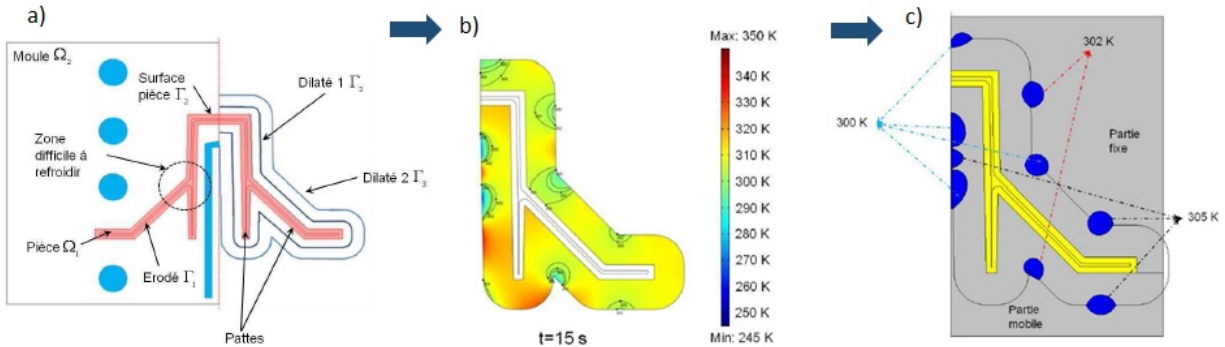 a)
Moule Ω₂
Surface
pièce Γ₂
Dilaté 1 Γ₃
Zone
difficile à
refroidir
Dilaté 2 Γ₃
Pièce Ω₁
Erodé Γ₁
Pattes
b)
Max: 350 K
340 K
330 K
320 K
310 K
300 K
290 K
280 K
270 K
260 K
250 K
Min: 245 K
t=15 s
c)
302 K
300 K
Partie
fixe
305 K
Partie
mobile